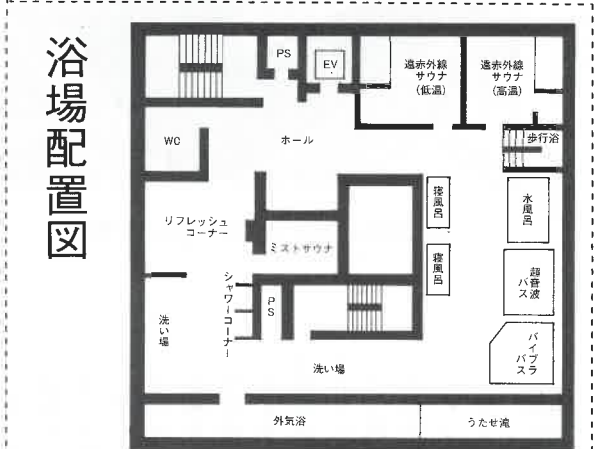 浴場配置図
PS
EV
遠赤外線
サウナ
(低温)
遠赤外線
サウナ
(高温)
WC
ホール
歩行浴
寝風呂
水風呂
リフレッシュ
コーナー
ミストサウナ
寝風呂
超音波
バス
シャワーコーナー
PS
洗い場
バイブラ
バス
洗い場
外気浴
うたせ滝